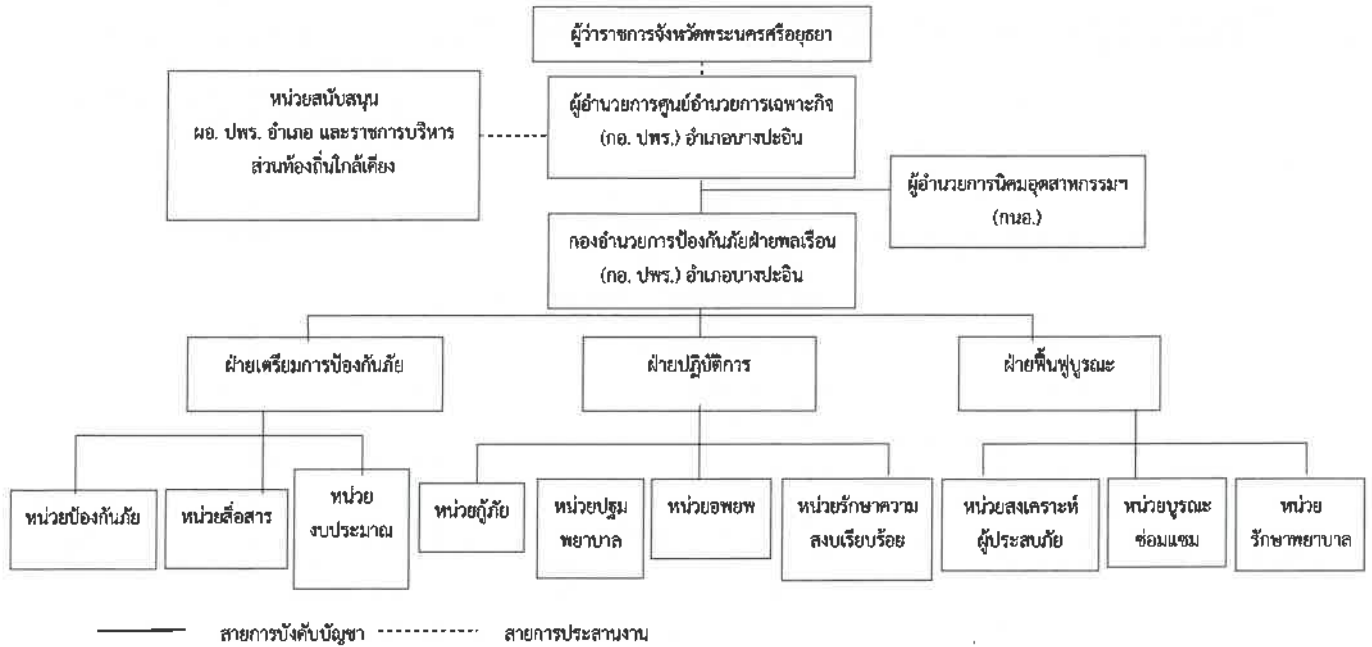 ผู้ว่าราชการจังหวัดพระนครศรีอยุธยา
หน่วยสนับสนุน
ผอ. ปพร. อำเภอ และราชการบริหาร
ส่วนท้องถิ่นใกล้เคียง
ผู้อำนวยการศูนย์อำนวยการเฉพาะกิจ
(กอ. ปพร.) อำเภอบางปะอิน
ผู้อำนวยการนิคมอุตสาหกรรมฯ
(กนอ.)
กองอำนวยการป้องกันภัยฝ่ายพลเรือน
(กอ. ปพร.) อำเภอบางปะอิน
ฝ่ายเตรียมการป้องกันภัย
ฝ่ายปฏิบัติการ
ฝ่ายฟื้นฟูบูรณะ
หน่วยป้องกันภัย
หน่วยสื่อสาร
หน่วย
งบประมาณ
หน่วยกู้ภัย
หน่วยปฐม
พยาบาล
หน่วยอพยพ
หน่วยรักษาความ
สงบเรียบร้อย
หน่วยสงเคราะห์
ผู้ประสบภัย
หน่วยบูรณะ
ซ่อมแซม
หน่วย
รักษาพยาบาล
สายการบังคับบัญชา
สายการประสานงาน